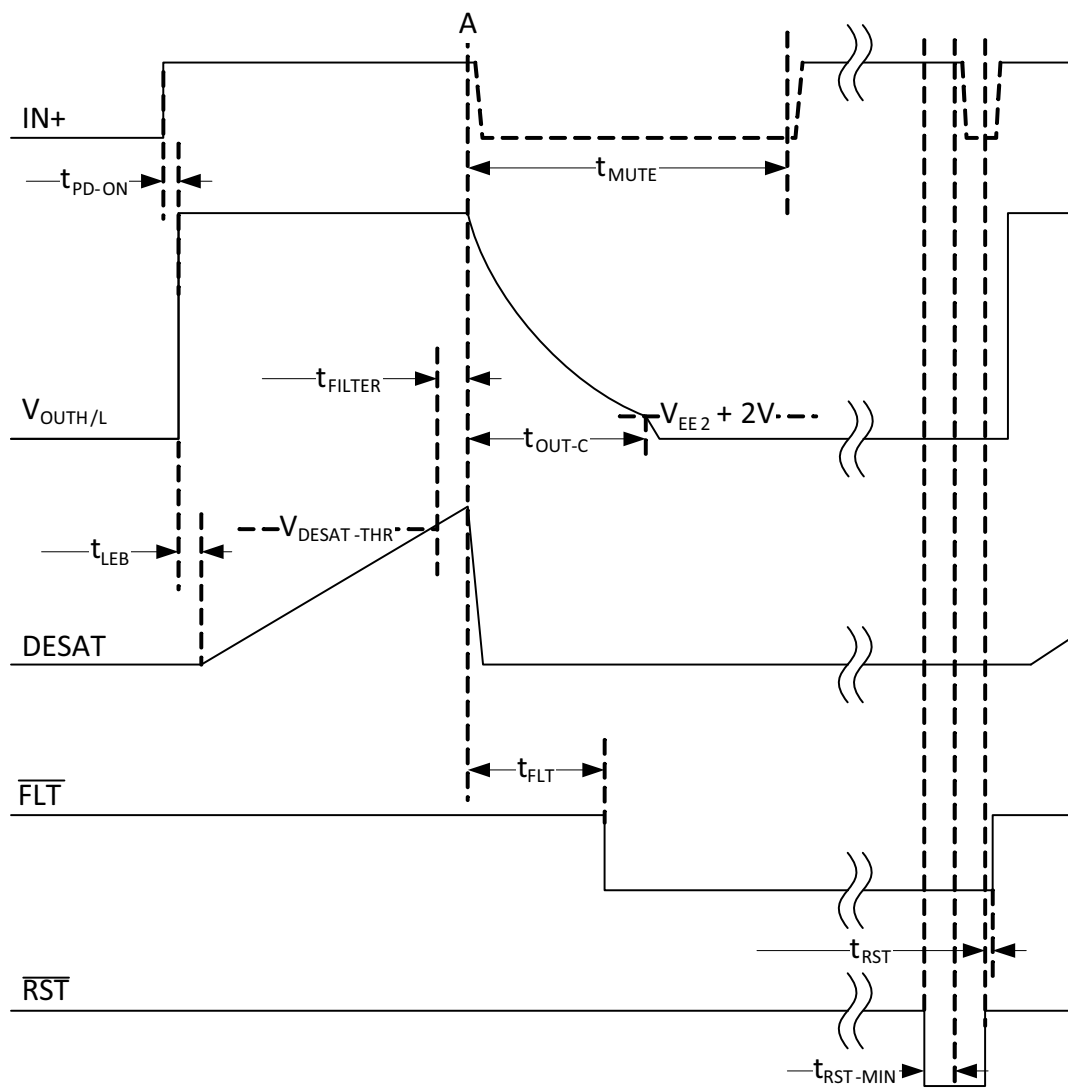 A
IN+
tPD-ON
tMUTE
tFILTER
VOUTH/L
VEE2 + 2V
tOUT-C
VDESAT-THR
tLEB
DESAT
tFLT
FLT
tRST
RST
tRST-MIN